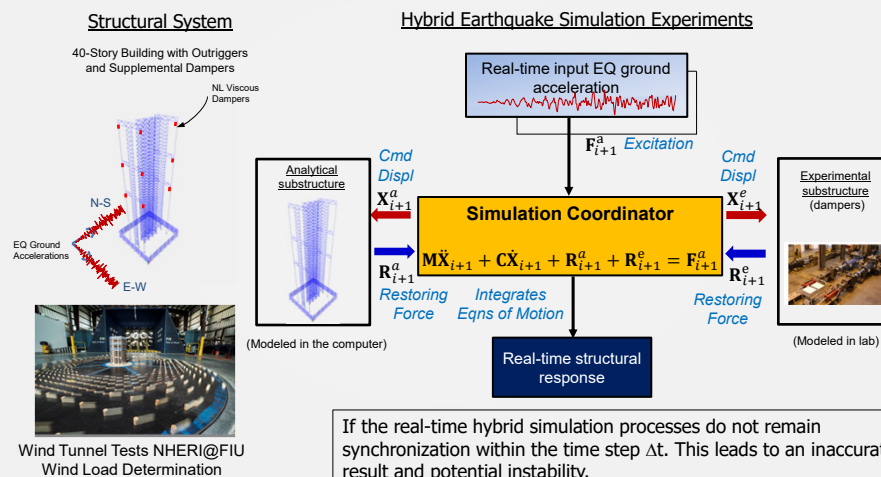 Structural System
Hybrid Earthquake Simulation Experiments
40-Story Building with Outriggers
and Supplemental Dampers
NL Viscous
Dampers
N-S
EQ Ground
Accelerations
E-W
Wind Tunnel Tests NHERI@FIU
Wind Load Determination
Real-time input EQ ground
acceleration
F^a_{i+1} Excitation
Analytical
substructure
(Modeled in the computer)
Cmd
Displ
X^a_{i+1}
R^a_{i+1}
Restoring
Force
Simulation Coordinator
MẌ_{i+1} + CẊ_{i+1} + R^a_{i+1} + R^e_{i+1} = F^a_{i+1}
Integrates
Eqns of Motion
Cmd
Displ
X^e_{i+1}
R^e_{i+1}
Restoring
Force
Experimental
substructure
(dampers)
(Modeled in lab)
Real-time structural
response
If the real-time hybrid simulation processes do not remain
synchronization within the time step Δt. This leads to an inaccurat
result and potential instability.